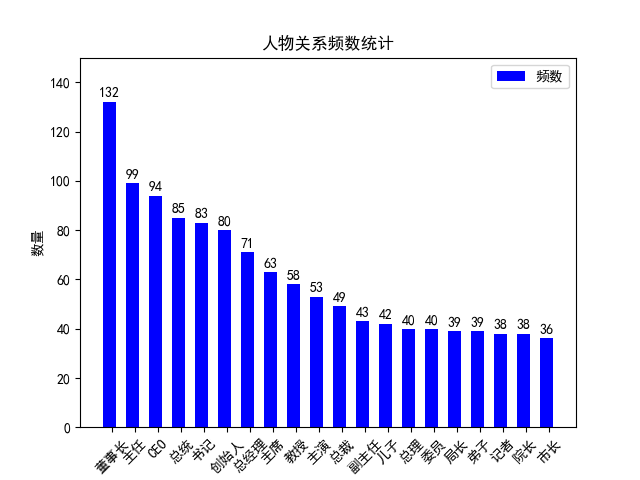 人物关系频数统计
频数
数量
140
120
100
80
60
40
20
0
132
99
94
85
83
80
71
63
58
53
49
43
42
40
40
39
39
38
38
36
董事长
主任
CEO
总统
书记
创始人
总经理
主席
教授
主演
总裁
副主任
儿子
总理
委员
局长
弟子
记者
院长
市长